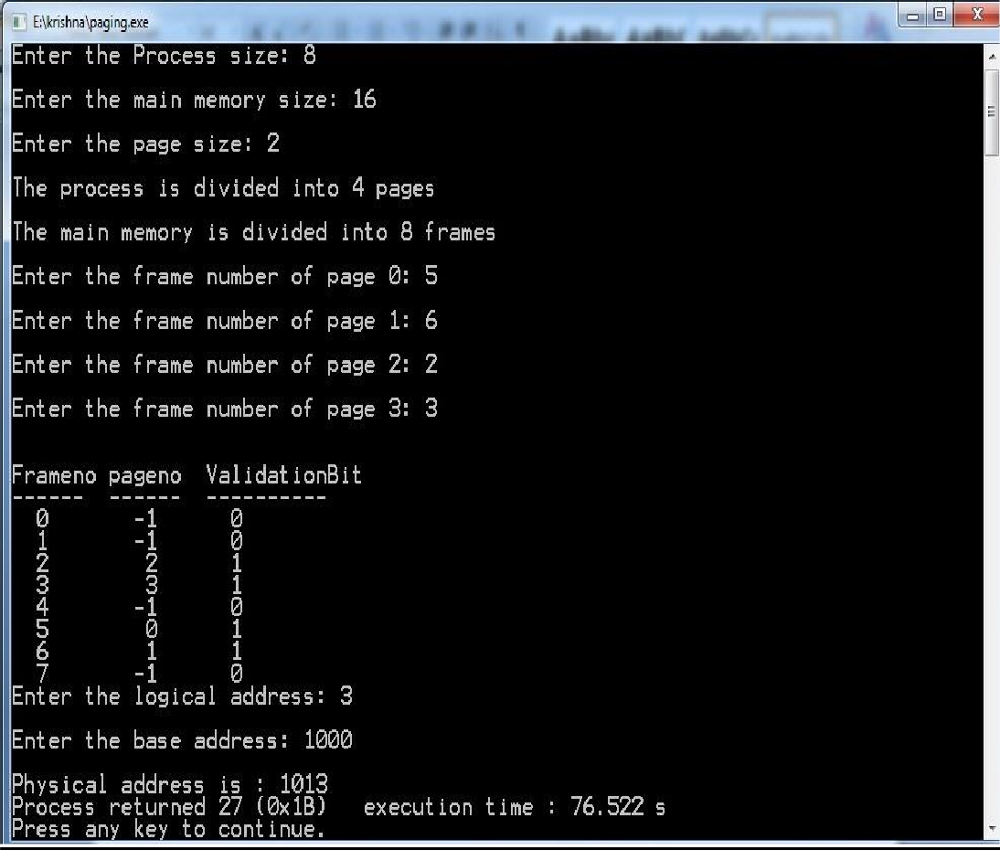 E:\krishna\paging.exe
Enter the Process size: 8
Enter the main memory size: 16
Enter the page size: 2
The process is divided into 4 pages
The main memory is divided into 8 frames
Enter the frame number of page 0: 5
Enter the frame number of page 1: 6
Enter the frame number of page 2: 2
Enter the frame number of page 3: 3
Frameno pageno ValidationBit
------ ------ ----------
0 -1 0
1 -1 0
2 2 1
3 3 1
4 -1 0
5 0 1
6 1 1
7 -1 0
Enter the logical address: 3
Enter the base address: 1000
Physical address is : 1013
Process returned 27 (0x1B) execution time : 76.522 s
Press any key to continue.